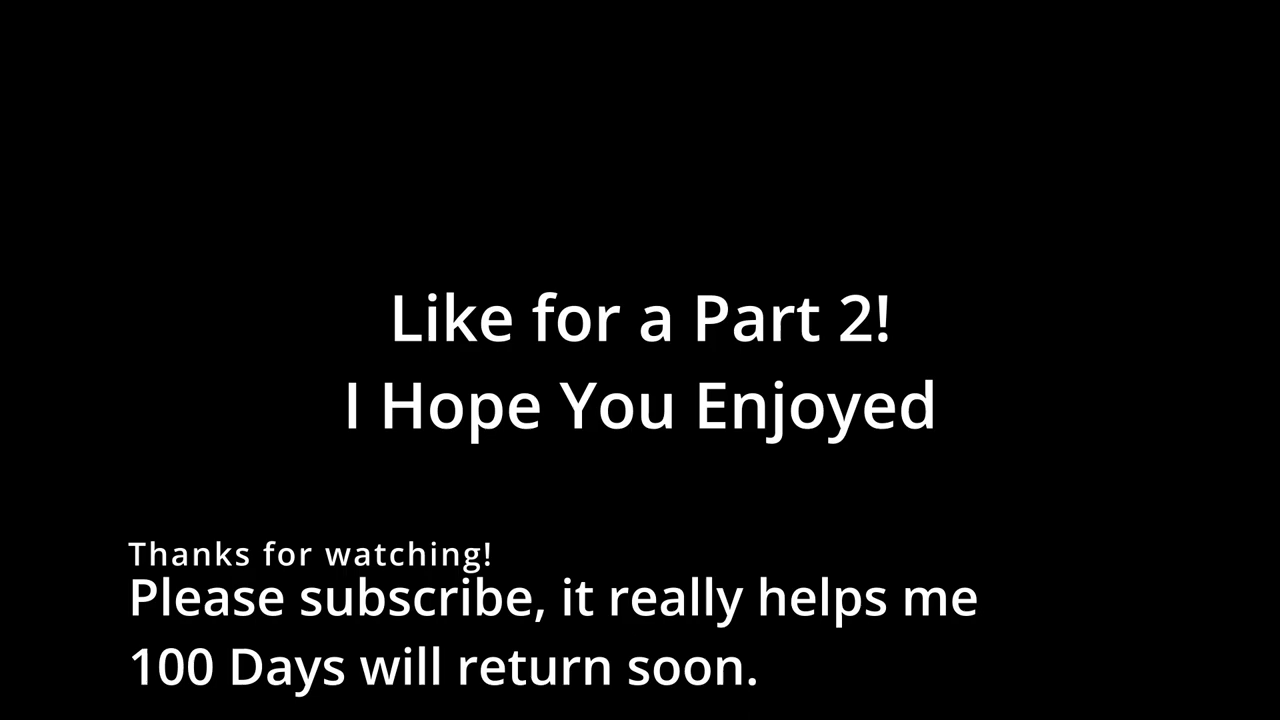 Like for a Part 2!
I Hope You Enjoyed
Thanks for watching!
Please subscribe, it really helps me
100 Days will return soon.